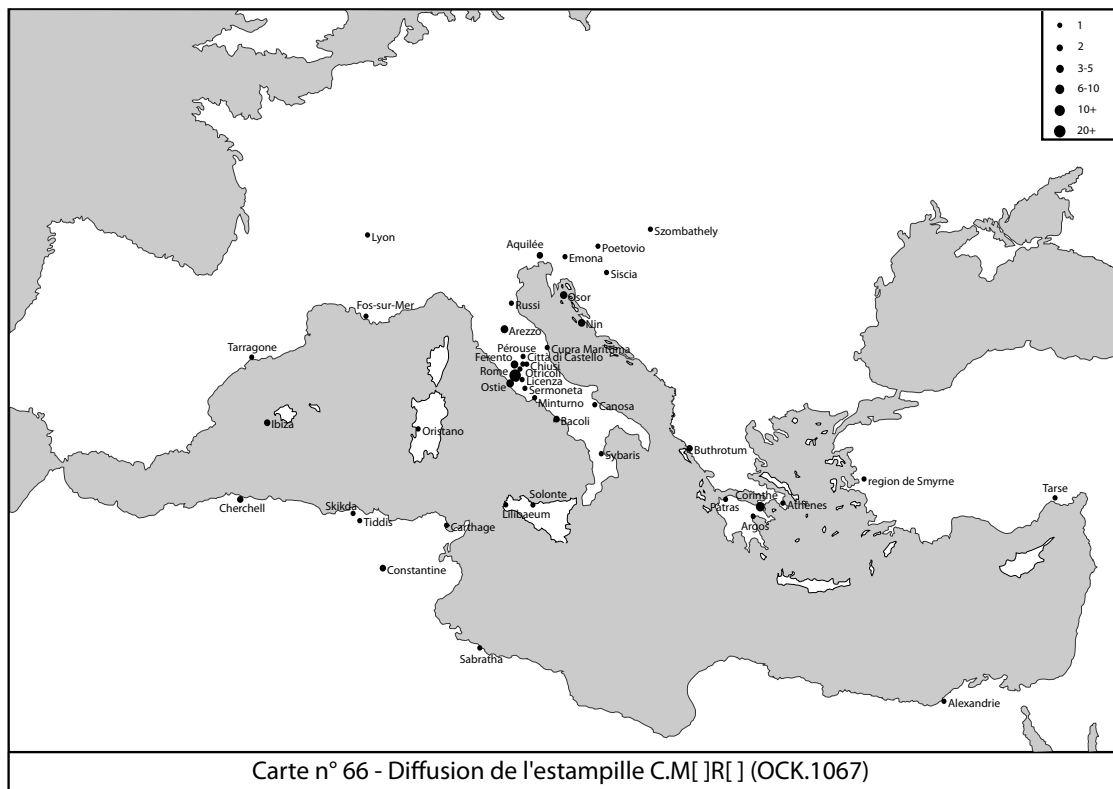 1
2
3-5
6-10
10+
20+
Szombathely
Lyon
Poetovio
Aquilée
Emona
Siscia
Osor
Russi
Fos-sur-Mer
Nin
Arezzo
Cupra Maritima
Pérouse
Città di Castello
Tarragone
Ferento
Chiusi
Rome
Otricoli
Licenza
Ostie
Sermoneta
Minturno
Canosa
Bacoli
Ibiza
Oristano
Buthrotum
Sybaris
region de Smyrne
Tarse
Solonte
Corinthe
Cherchell
Skikda
Lilibaeum
Patras
Athenes
Tiddis
Carthage
Argos
Constantine
Sabratha
Alexandrie
Carte n° 66 - Diffusion de l'estampille C.M[ ]R[ ] (OCK.1067)